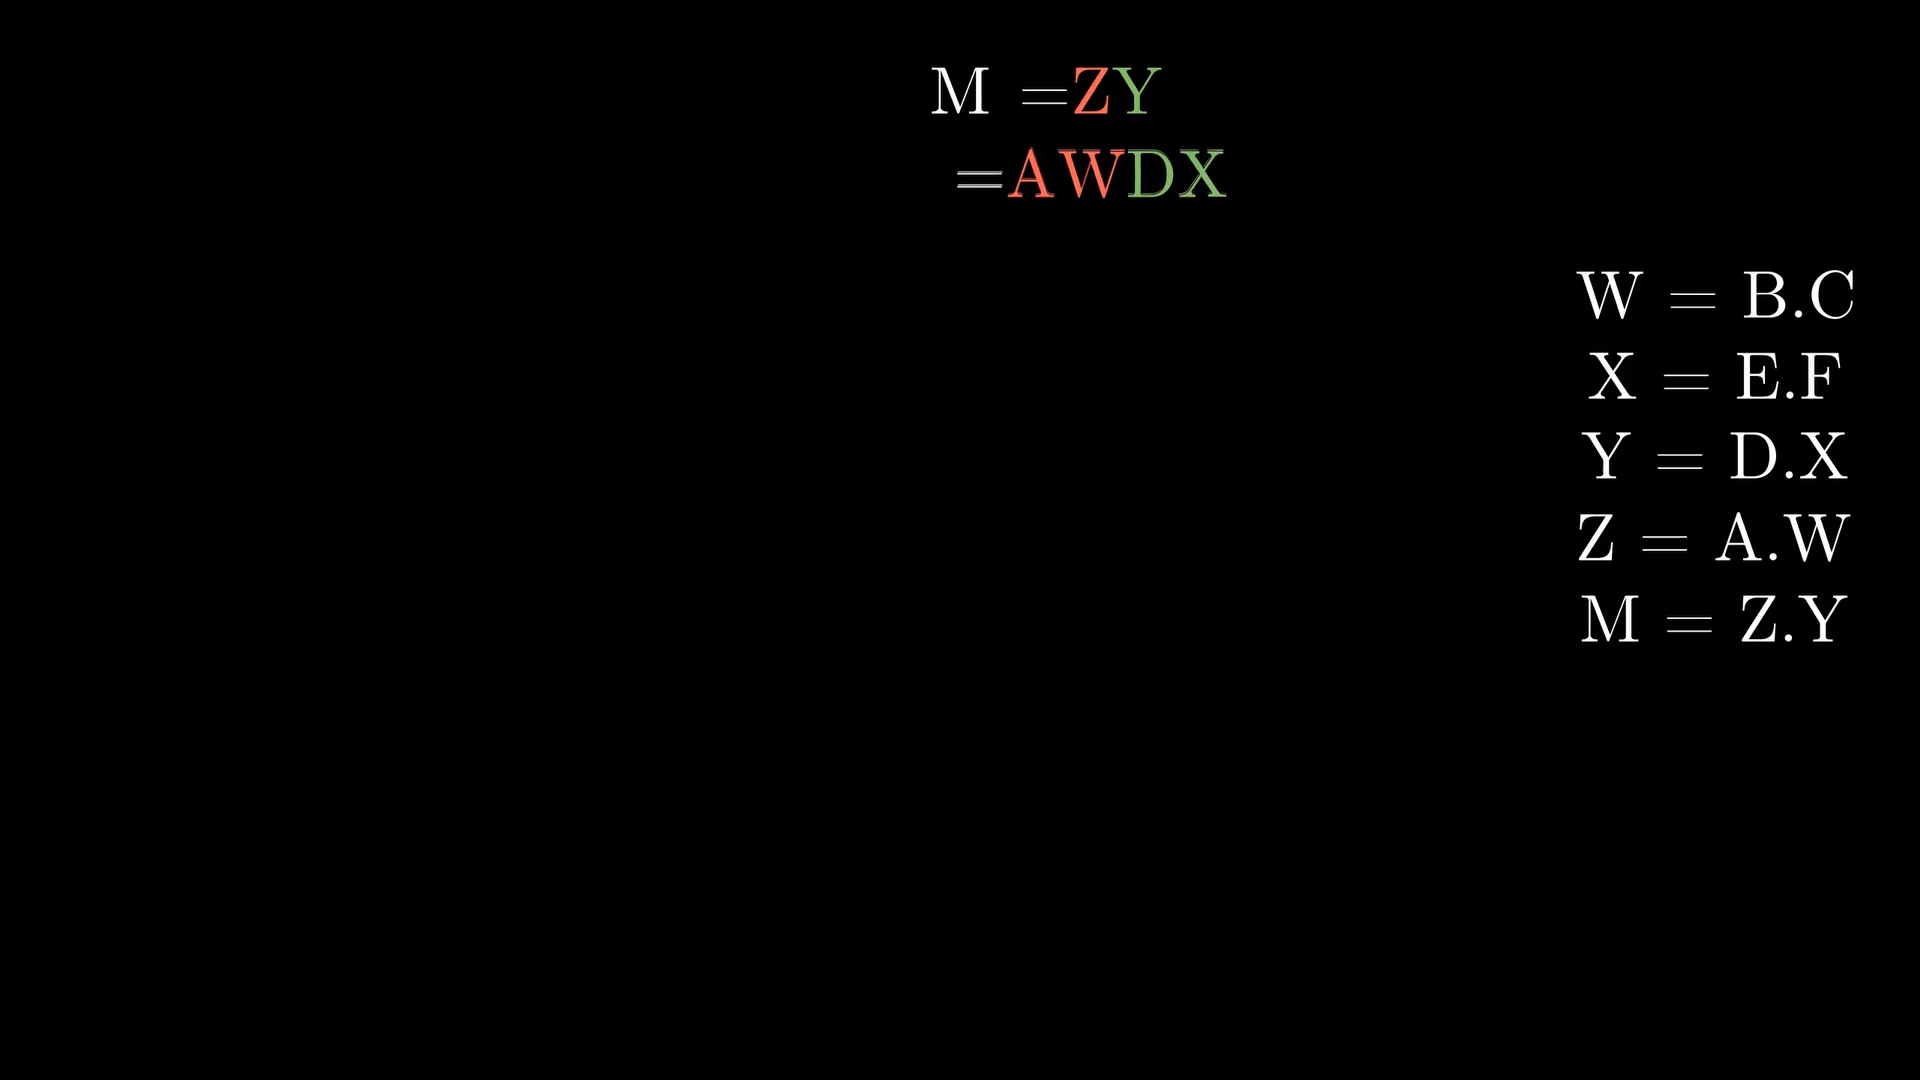 M =ZY
=AWDX
W = B.C
X = E.F
Y = D.X
Z = A.W
M = Z.Y